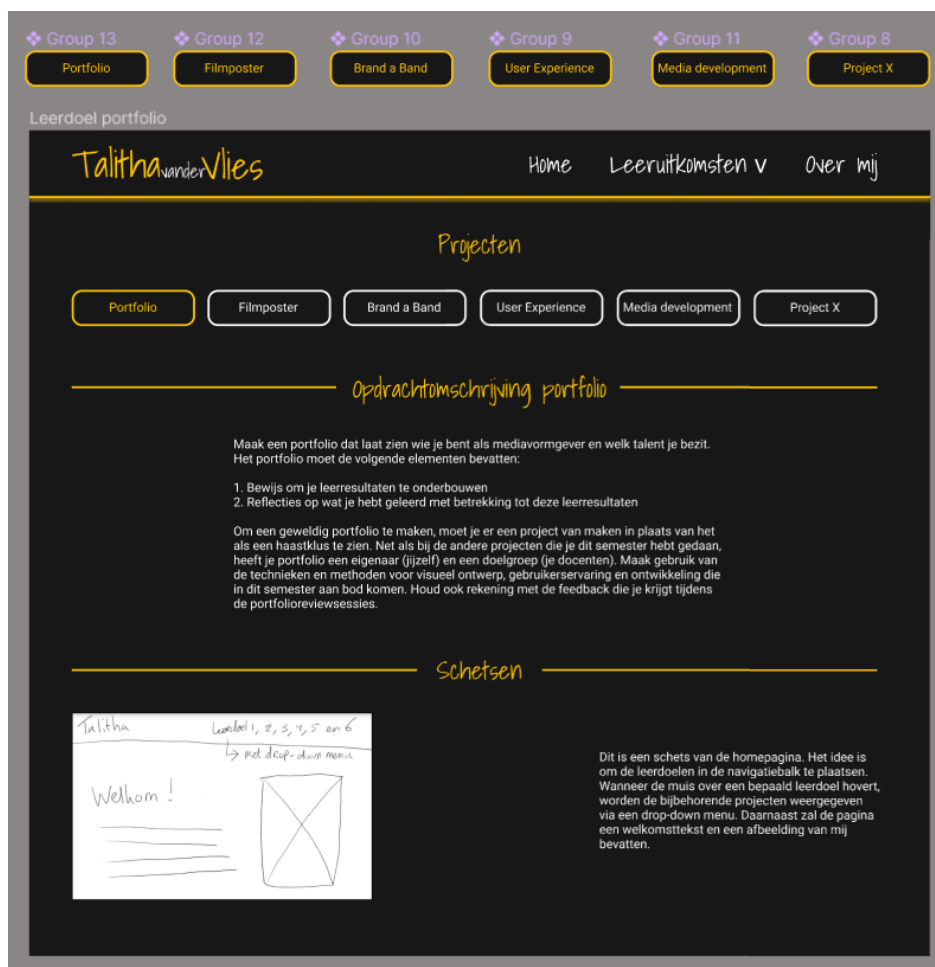 Group 13 Group 12 Group 10 Group 9 Group 11 Group 8
Portfolio Filmposter Brand a Band User Experience Media development Project X
Leerdoel portfolio
TalithavanderVlies Home Leeruitkomsten v Over mij
Projecten
Portfolio Filmposter Brand a Band User Experience Media development Project X
Opdrachtomschrijving portfolio
Maak een portfolio dat laat zien wie je bent als mediavormgever en welk talent je bezit.
Het portfolio moet de volgende elementen bevatten:
1. Bewijs om je leerresultaten te onderbouwen
2. Reflecties op wat je hebt geleerd met betrekking tot deze leerresultaten
Om een geweldig portfolio te maken, moet je er een project van maken in plaats van het
als een haastklus te zien. Net als bij de andere projecten die je dit semester hebt gedaan,
heeft je portfolio een eigenaar (jijzelf) en een doelgroep (je docenten). Maak gebruik van
de technieken en methoden voor visueel ontwerp, gebruikerservaring en ontwikkeling die
in dit semester aan bod komen. Houd ook rekening met de feedback die je krijgt tijdens
de portfolioreviewsessies.
Schetsen
Talitha Leerdoel 1, 2, 3, 4, 5 en 6
met drop-down menu
Welkom!
Dit is een schets van de homepagina. Het idee is
om de leerdoelen in de navigatiebalk te plaatsen.
Wanneer de muis over een bepaald leerdoel hovert,
worden de bijbehorende projecten weergegeven
via een drop-down menu. Daarnaast zal de pagina
een welkomsttekst en een afbeelding van mij
bevatten.